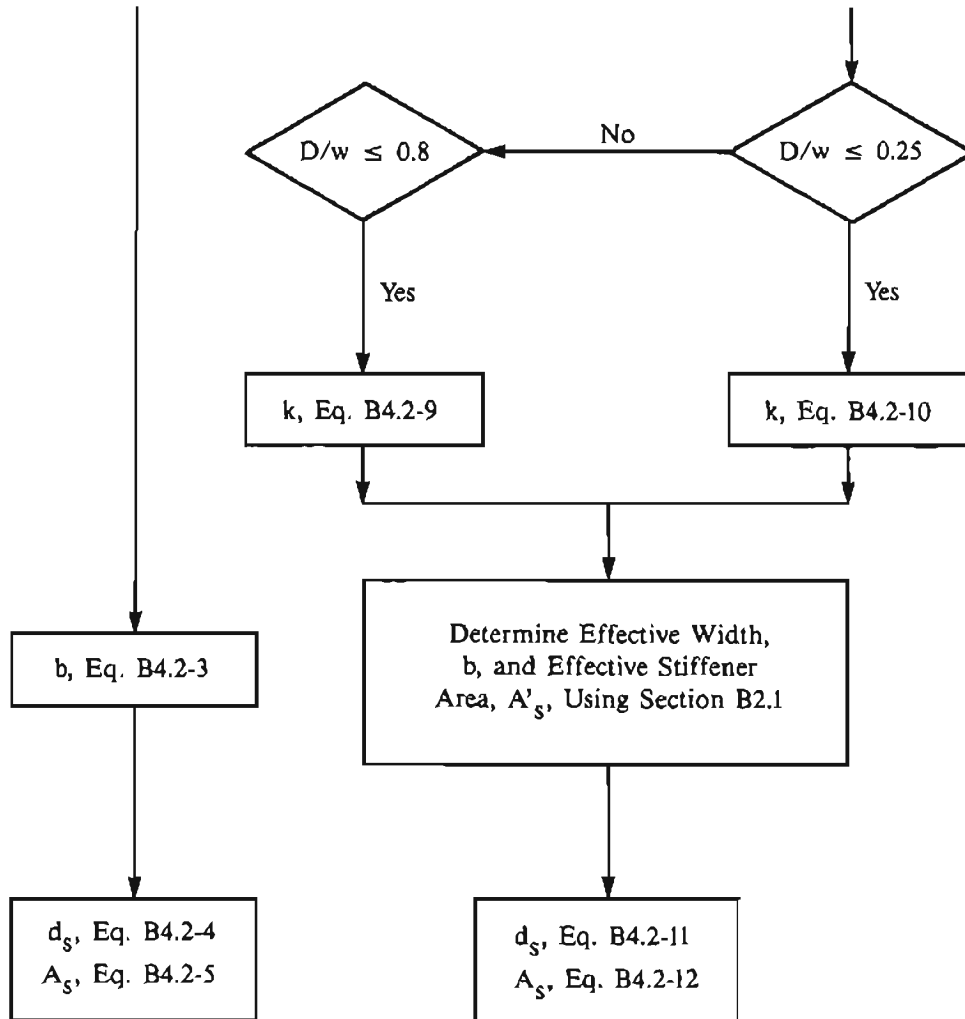 D/w ≤ 0.8
No
D/w ≤ 0.25
Yes
Yes
k, Eq. B4.2-9
k, Eq. B4.2-10
b, Eq. B4.2-3
Determine Effective Width,
b, and Effective Stiffener
Area, A's, Using Section B2.1
ds, Eq. B4.2-4
As, Eq. B4.2-5
ds, Eq. B4.2-11
As, Eq. B4.2-12